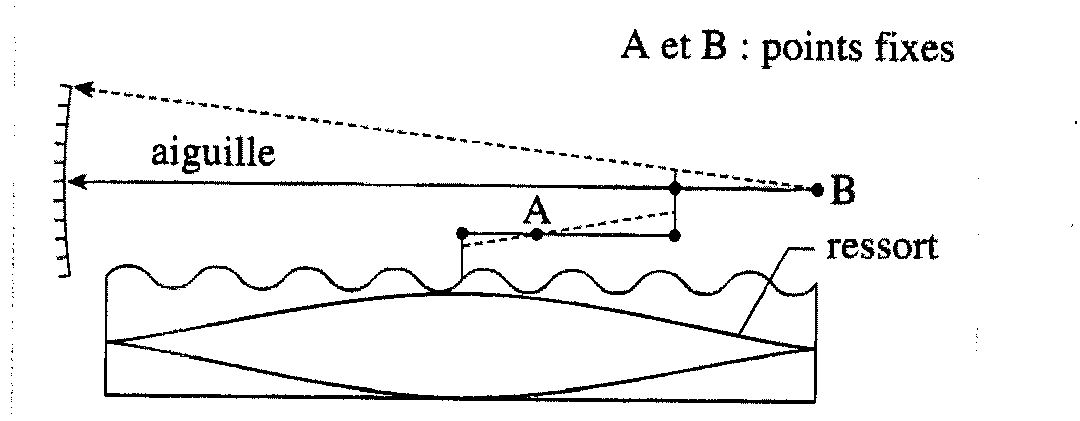 A et B : points fixes
aiguille
A
B
ressort